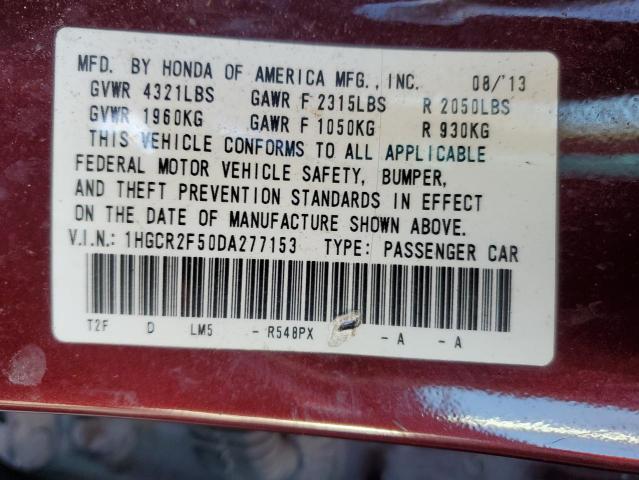 MFD. BY HONDA OF AMERICA MFG., INC. 08/'13
GVWR 4321LBS GAWR F 2315LBS R 2050LBS
GVWR 1960KG GAWR F 1050KG R 930KG
THIS VEHICLE CONFORMS TO ALL APPLICABLE
FEDERAL MOTOR VEHICLE SAFETY, BUMPER,
AND THEFT PREVENTION STANDARDS IN EFFECT
ON THE DATE OF MANUFACTURE SHOWN ABOVE.
V.I.N.: 1HGCR2F50DA277153 TYPE: PASSENGER CAR
T2F D LM5 - R548PX - - A - A